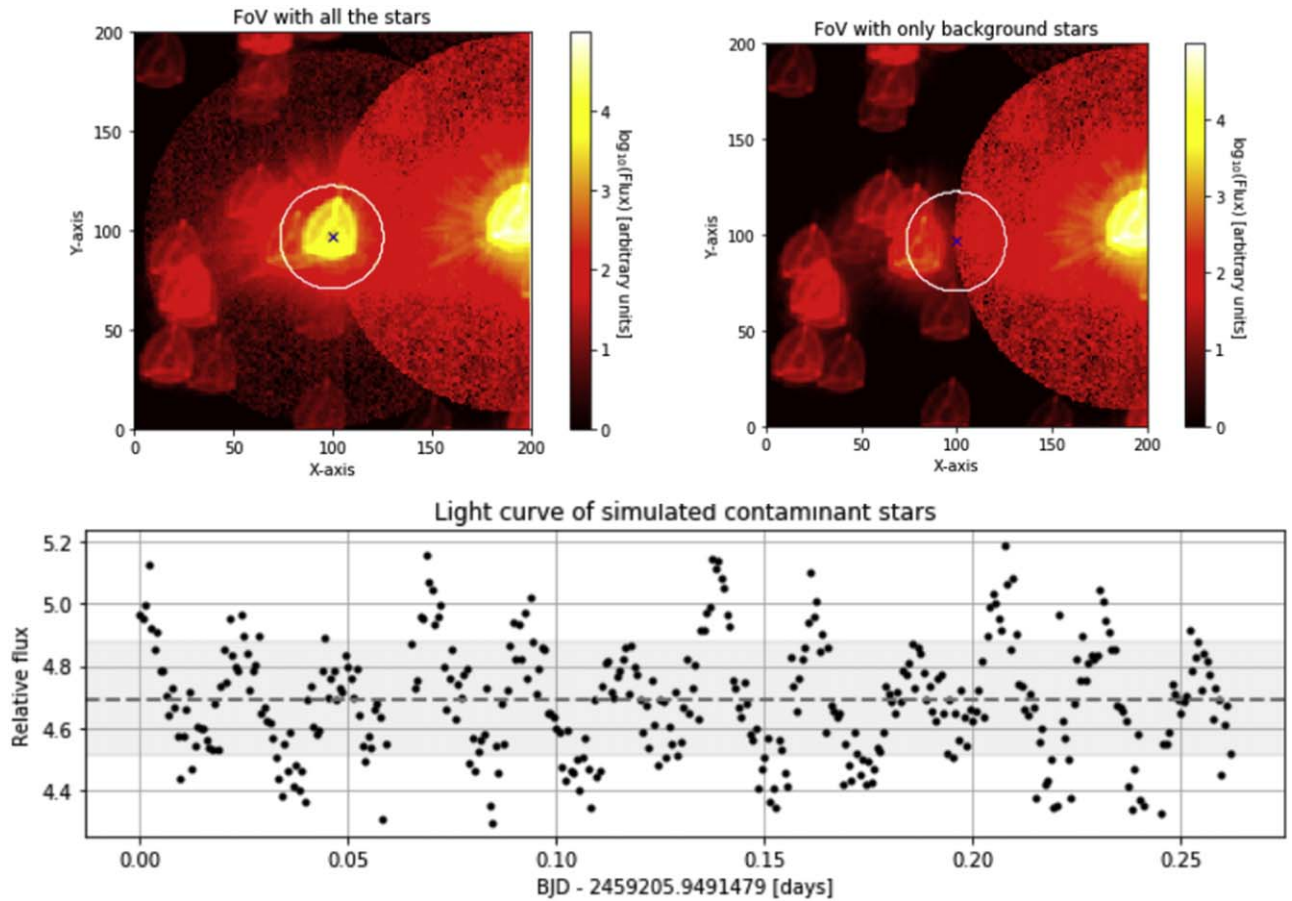 FoV with all the stars
200
150
100
50
0
Y-axis
0 50 100 150 200
X-axis
4
3
2
1
0
log₁₀(Flux) [arbitrary units]
FoV with only background stars
200
150
100
50
0
Y-axis
0 50 100 150 200
X-axis
4
3
2
1
0
log₁₀(Flux) [arbitrary units]
Light curve of simulated contaminant stars
5.2
5.0
4.8
4.6
4.4
Relative flux
0.00 0.05 0.10 0.15 0.20 0.25
BJD - 2459205.9491479 [days]